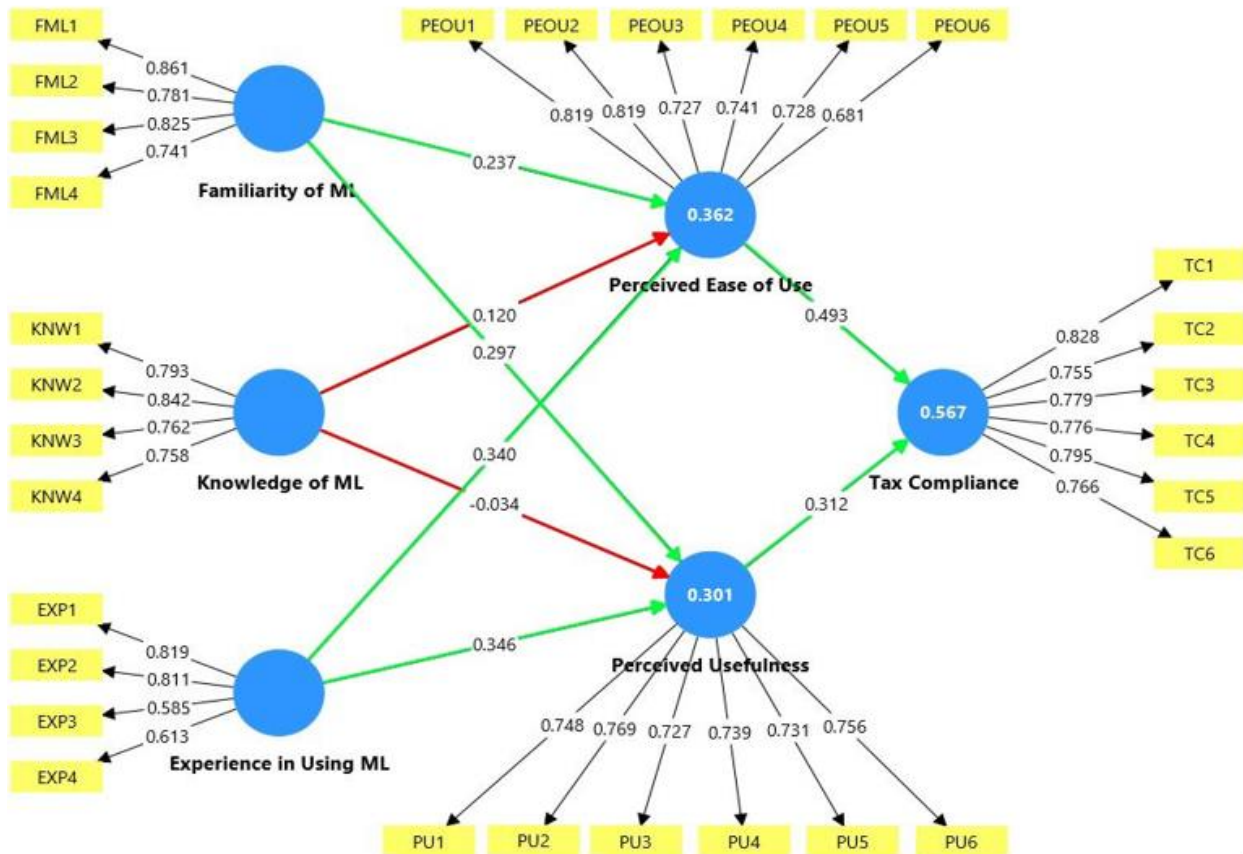 FML1
FML2
FML3
FML4
0.861
0.781
0.825
0.741
Familiarity of ML
KNW1
KNW2
KNW3
KNW4
0.793
0.842
0.762
0.758
Knowledge of ML
EXP1
EXP2
EXP3
EXP4
0.819
0.811
0.585
0.613
Experience in Using ML
PEOU1 PEOU2 PEOU3 PEOU4 PEOU5 PEOU6
0.819 0.819 0.727 0.741 0.728 0.681
0.237
0.120
0.297
0.340
-0.034
0.346
0.362
Perceived Ease of Use
0.301
Perceived Usefulness
0.748 0.769 0.727 0.739 0.731 0.756
PU1 PU2 PU3 PU4 PU5 PU6
0.493
0.312
0.567
Tax Compliance
0.828
0.755
0.779
0.776
0.795
0.766
TC1
TC2
TC3
TC4
TC5
TC6